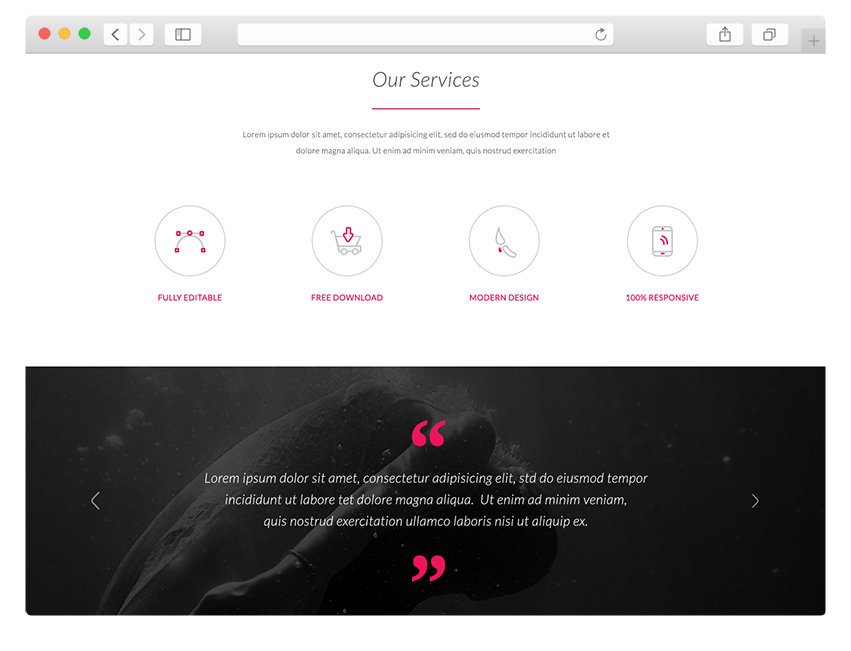 Our Services
Lorem ipsum dolor sit amet, consectetur adipisicing elit, sed do eiusmod tempor incididunt ut labore et
dolore magna aliqua. Ut enim ad minim veniam, quis nostrud exercitation
FULLY EDITABLE
FREE DOWNLOAD
MODERN DESIGN
100% RESPONSIVE
“
Lorem ipsum dolor sit amet, consectetur adipisicing elit, std do eiusmod tempor
incididunt ut labore tet dolore magna aliqua.  Ut enim ad minim veniam,
quis nostrud exercitation ullamco laboris nisi ut aliquip ex.
”